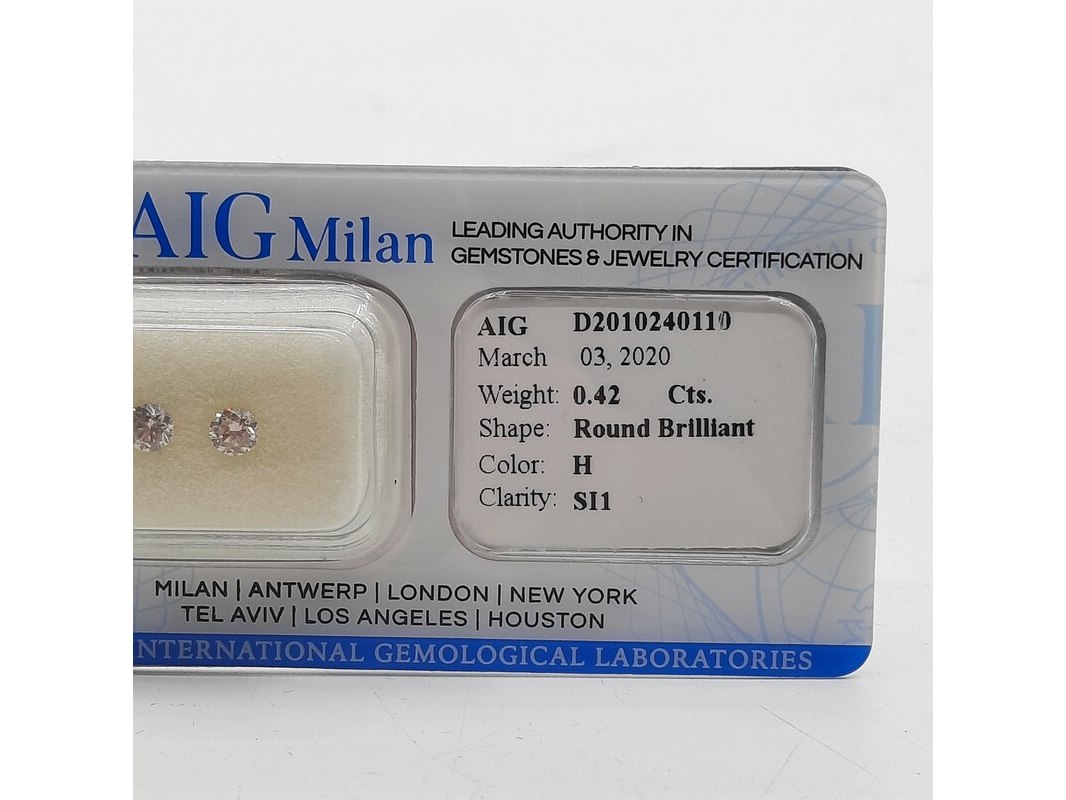 AIG Milan
LEADING AUTHORITY IN
GEMSTONES & JEWELRY CERTIFICATION
AIG D2010240110
March 03, 2020
Weight: 0.42 Cts.
Shape: Round Brilliant
Color: H
Clarity: SI1
MILAN | ANTWERP | LONDON | NEW YORK
TEL AVIV | LOS ANGELES | HOUSTON
NTERNATIONAL GEMOLOGICAL LABORATORIES